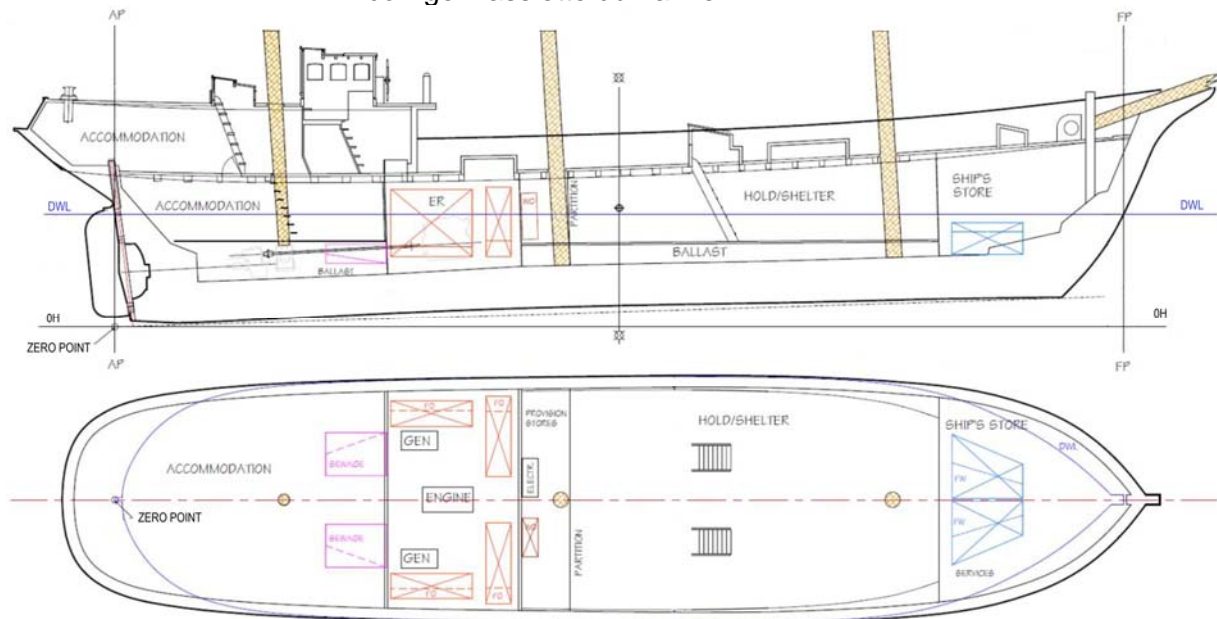 AP
FP
ACCOMMODATION
SHIP'S
STORE
DWL
ACCOMMODATION
ER
PARTITION
HOLD/SHELTER
DWL
BALLAST
BALLAST
0H
0H
ZERO POINT
AP
FP
FO
FO
PROVISION
STORES
HOLD/SHELTER
SHIP'S STORE
GEN
DWL
ACCOMMODATION
SEWAGE
ELECTR.
FW
ENGINE
ZERO POINT
FW
SEWAGE
PARTITION
GEN
SERVICES
FO
FO